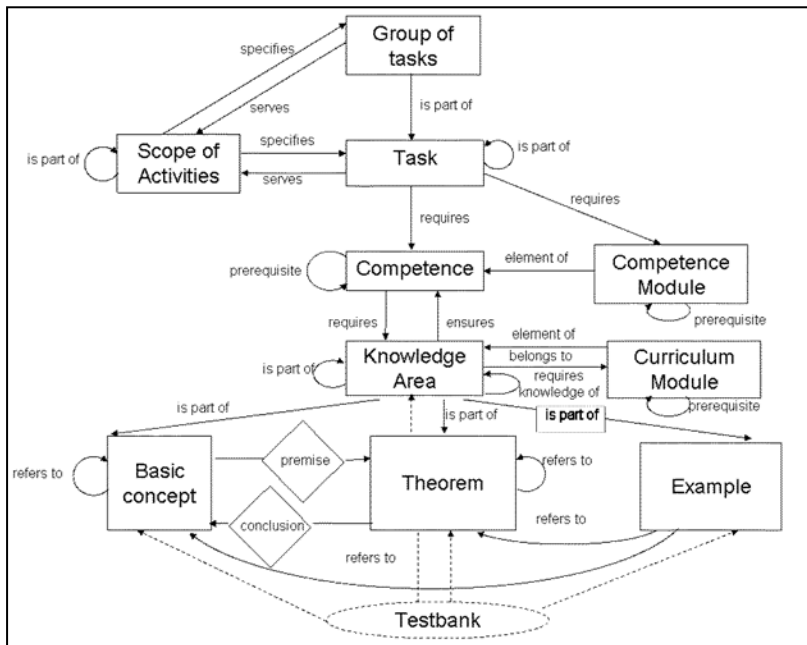 Group of
tasks
specifies
serves
is part of
is part of
Scope of
Activities
specifies
serves
Task
is part of
requires
requires
prerequisite
Competence
element of
Competence
Module
prerequisite
requires
ensures
is part of
Knowledge
Area
element of
belongs to
requires
knowledge of
Curriculum
Module
prerequisite
is part of
is part of
is part of
refers to
Basic
concept
premise
conclusion
Theorem
refers to
Example
refers to
refers to
Testbank